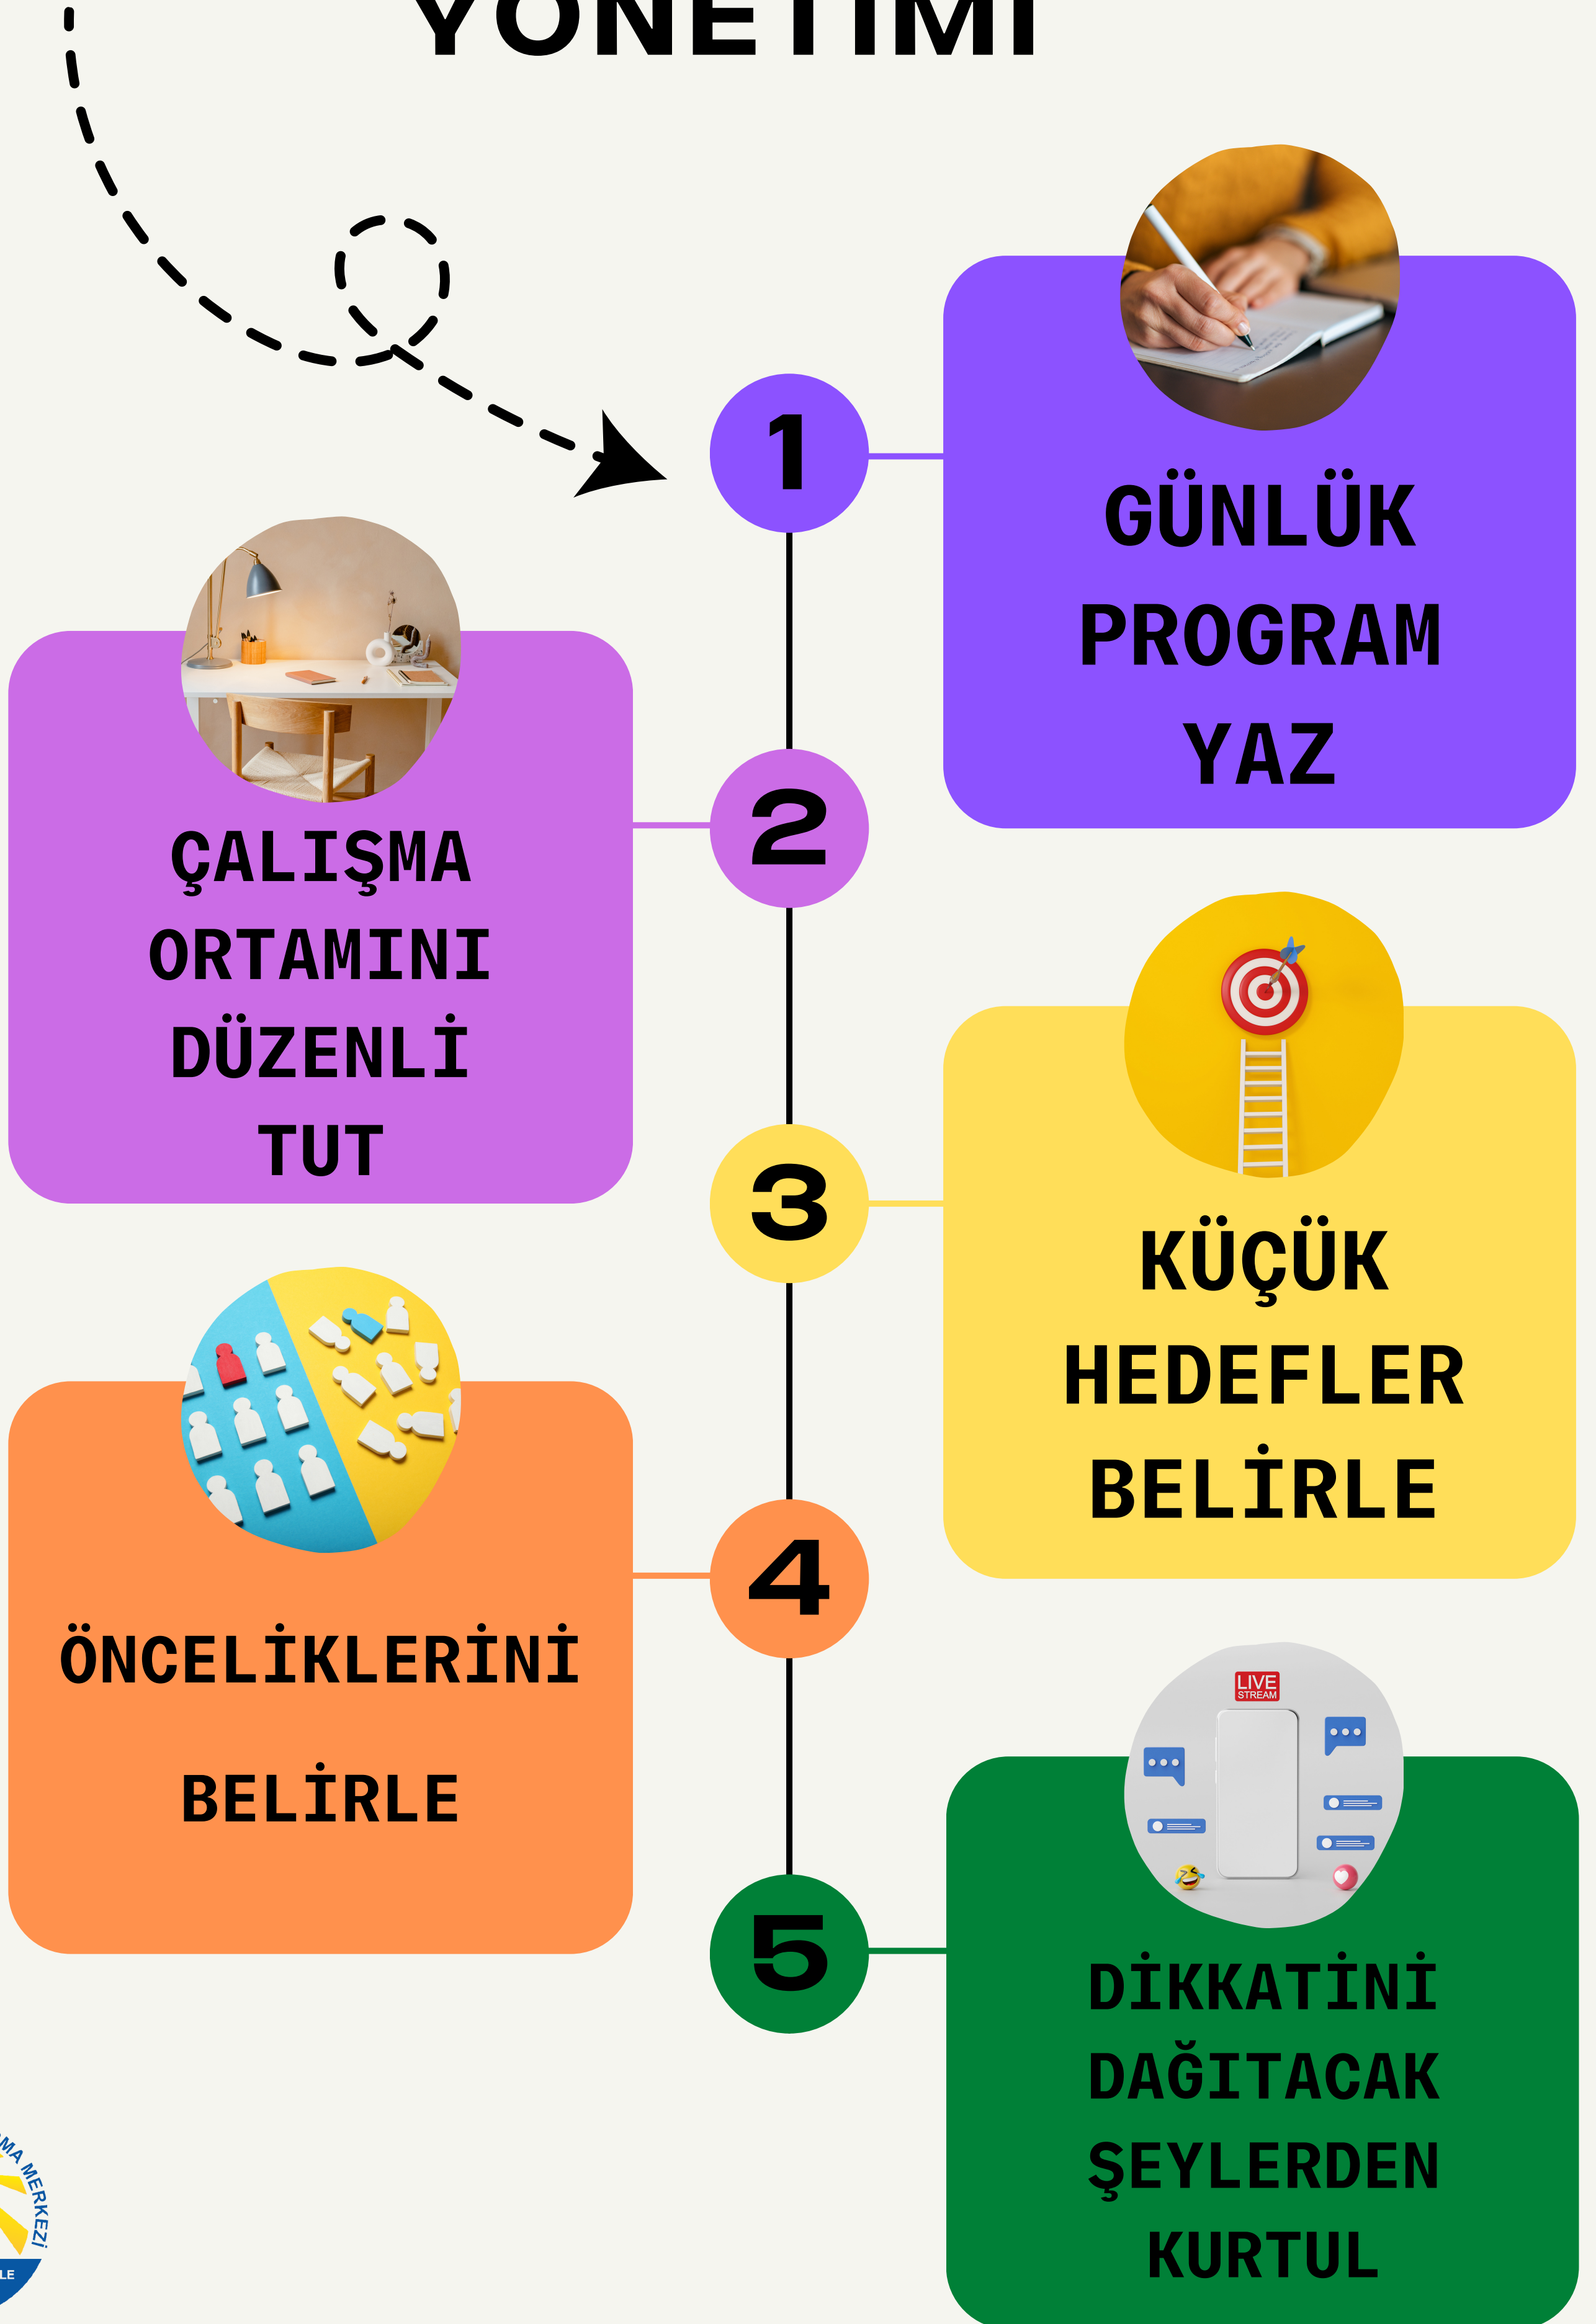 YÖNETİMİ
1
GÜNLÜK
PROGRAM
YAZ
2
ÇALIŞMA
ORTAMINI
DÜZENLİ
TUT
3
KÜÇÜK
HEDEFLER
BELİRLE
4
ÖNCELİKLERİNİ
BELİRLE
LIVE
STREAM
5
DİKKATİNİ
DAĞITACAK
ŞEYLERDEN
KURTUL
MERKEZİ